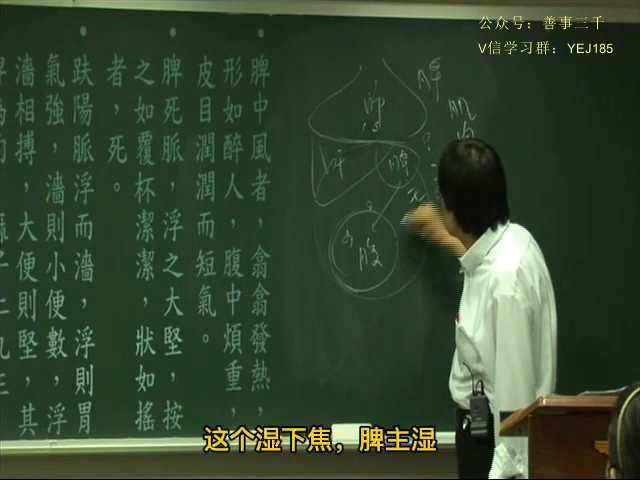 公众号：善事三千
V信学习群：YEJ185
脾中風者，翕翕發熱，
形如醉人，腹中煩重，
皮目潤潤而短氣。
脾死脈，浮之大堅，按
之如覆杯潔潔，狀如搖
者，死。
趺陽脈浮而濇，浮則胃
氣強，濇則小便數，浮
濇相搏，大便則堅，其
肝
腹
这个湿下焦，脾主湿